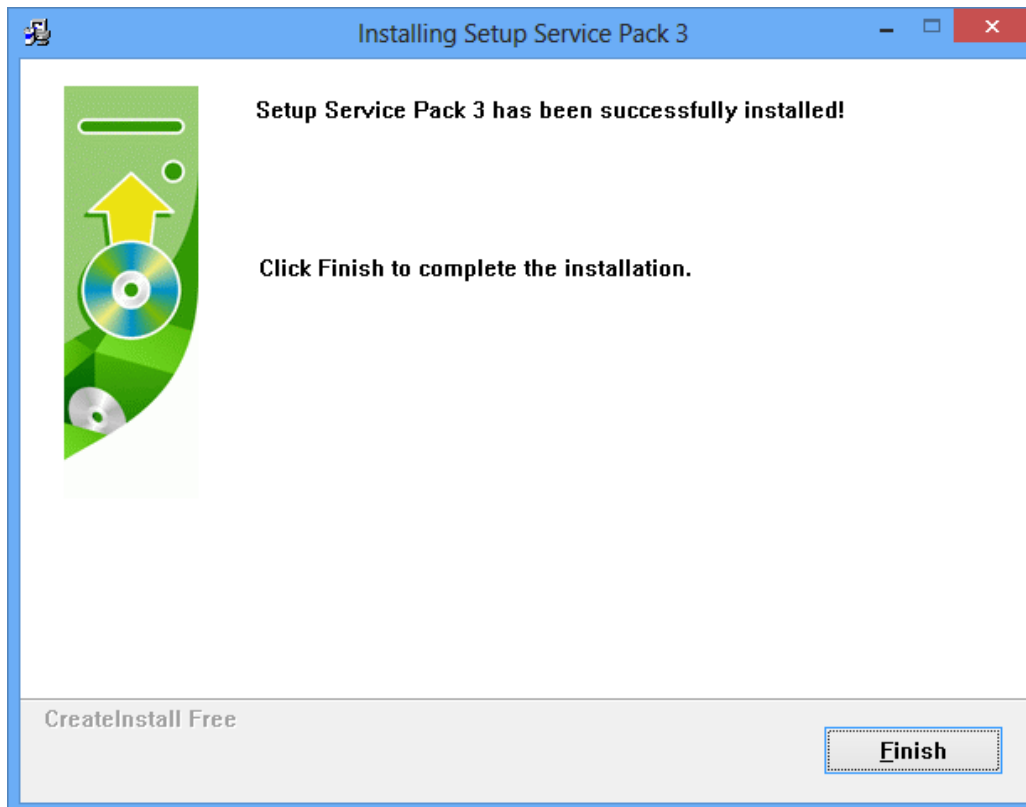 Installing Setup Service Pack 3
Setup Service Pack 3 has been successfully installed!
Click Finish to complete the installation.
CreateInstall Free
Finish